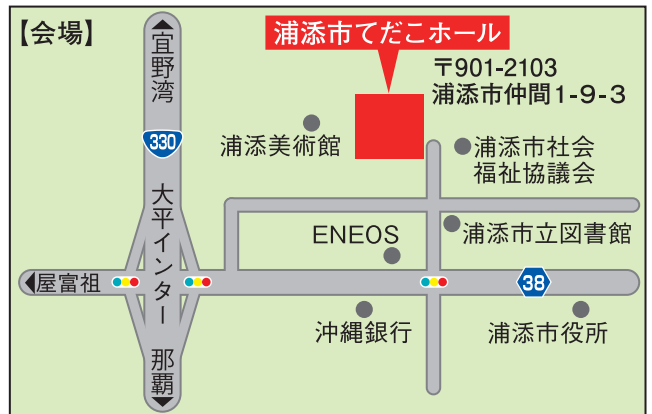 【会場】
浦添市てだこホール
〒901-2103
浦添市仲間1-9-3
宜野湾
330
浦添美術館
浦添市社会
福祉協議会
大平インター
ENEOS
浦添市立図書館
屋富祖
38
沖縄銀行
浦添市役所
那覇